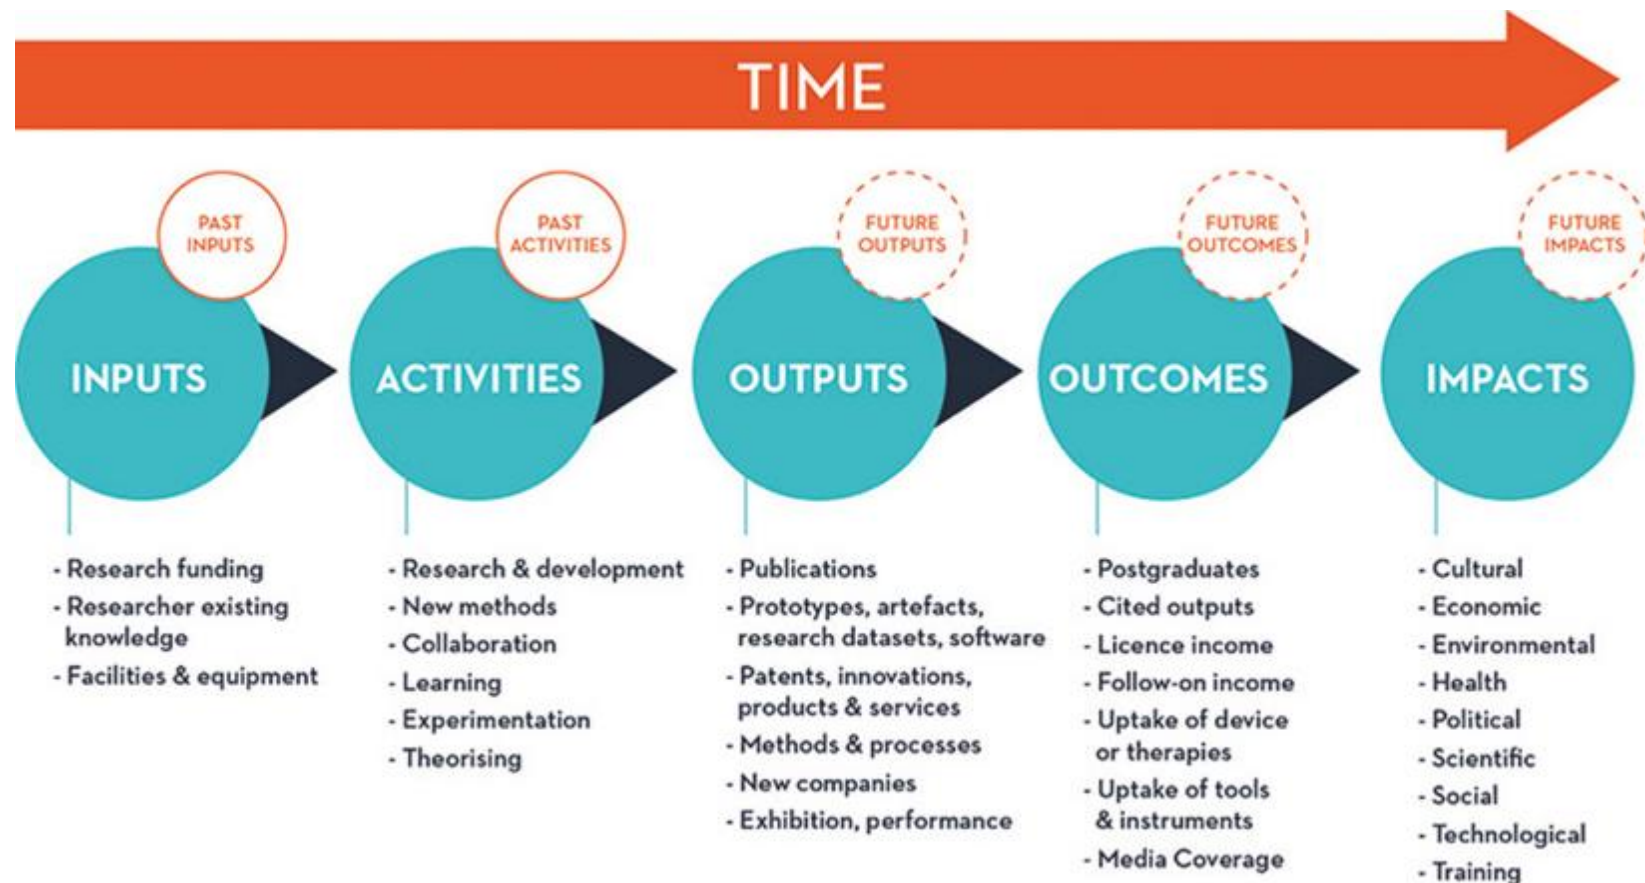 TIME
PAST
INPUTS
PAST
ACTIVITIES
FUTURE
OUTPUTS
FUTURE
OUTCOMES
FUTURE
IMPACTS
INPUTS
ACTIVITIES
OUTPUTS
OUTCOMES
IMPACTS
- Research funding
- Researcher existing
knowledge
- Facilities & equipment
- Research & development
- New methods
- Collaboration
- Learning
- Experimentation
- Theorising
- Publications
- Prototypes, artefacts,
research datasets, software
- Patents, innovations,
products & services
- Methods & processes
- New companies
- Exhibition, performance
- Postgraduates
- Cited outputs
- Licence income
- Follow-on income
- Uptake of device
or therapies
- Uptake of tools
& instruments
- Media Coverage
- Cultural
- Economic
- Environmental
- Health
- Political
- Scientific
- Social
- Technological
- Training